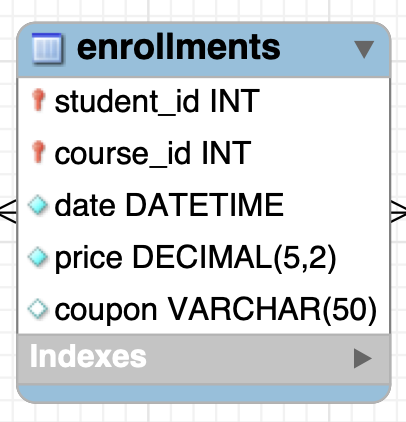 enrollments
student_id INT
course_id INT
date DATETIME
price DECIMAL(5,2)
coupon VARCHAR(50)
Indexes